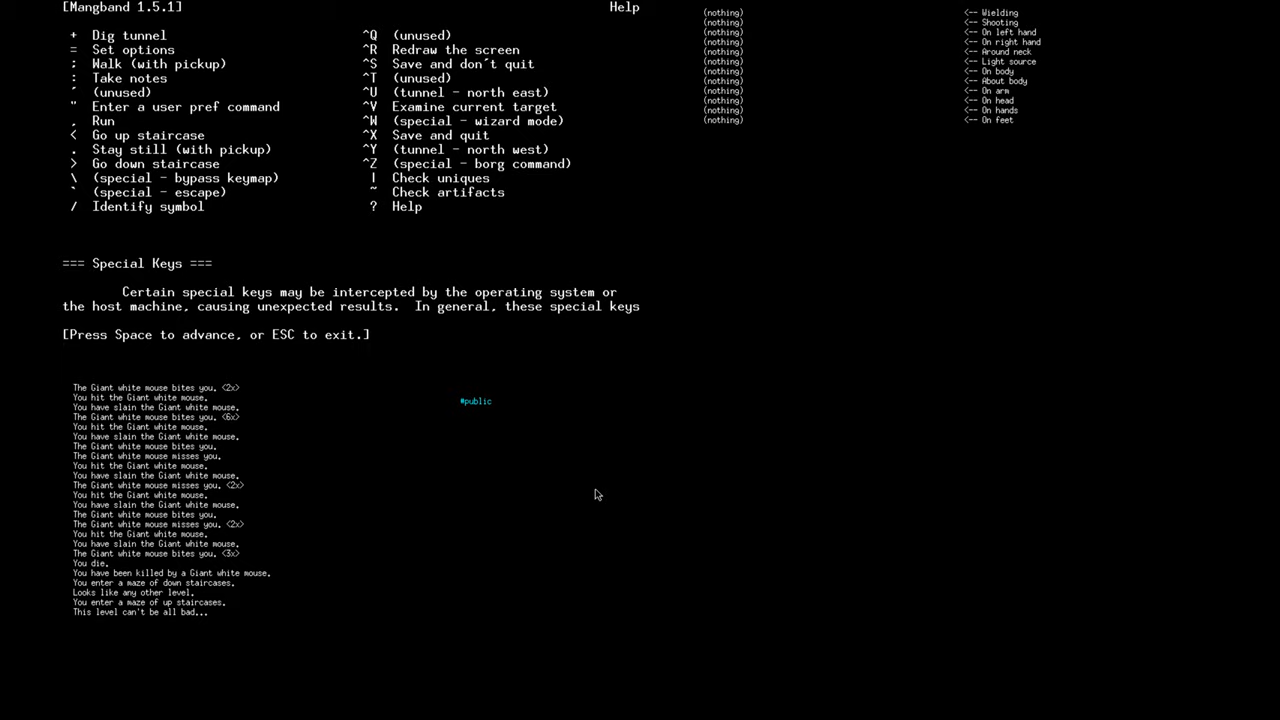 [Mangband 1.5.1] Help
+ Dig tunnel ^Q (unused)
= Set options ^R Redraw the screen
; Walk (with pickup) ^S Save and don´t quit
: Take notes ^T (unused)
´ (unused) ^U (tunnel - north east)
" Enter a user pref command ^V Examine current target
, Run ^W (special - wizard mode)
< Go up staircase ^X Save and quit
. Stay still (with pickup) ^Y (tunnel - north west)
> Go down staircase ^Z (special - borg command)
\ (special - bypass keymap) | Check uniques
` (special - escape) ~ Check artifacts
/ Identify symbol ? Help
=== Special Keys ===
Certain special keys may be intercepted by the operating system or
the host machine, causing unexpected results. In general, these special keys
[Press Space to advance, or ESC to exit.]
(nothing) <-- Wielding
(nothing) <-- Shooting
(nothing) <-- On left hand
(nothing) <-- On right hand
(nothing) <-- Around neck
(nothing) <-- Light source
(nothing) <-- On body
(nothing) <-- About body
(nothing) <-- On arm
(nothing) <-- On head
(nothing) <-- On hands
(nothing) <-- On feet
The Giant white mouse bites you. <2x>
You hit the Giant white mouse.
You have slain the Giant white mouse.
The Giant white mouse bites you. <6x>
You hit the Giant white mouse.
You have slain the Giant white mouse.
The Giant white mouse bites you.
The Giant white mouse misses you.
You hit the Giant white mouse.
You have slain the Giant white mouse.
The Giant white mouse misses you. <2x>
You hit the Giant white mouse.
You have slain the Giant white mouse.
The Giant white mouse bites you.
The Giant white mouse misses you. <2x>
You hit the Giant white mouse.
You have slain the Giant white mouse.
The Giant white mouse bites you. <3x>
You die.
You have been killed by a Giant white mouse.
You enter a maze of down staircases.
Looks like any other level.
You enter a maze of up staircases.
This level can't be all bad...
#public